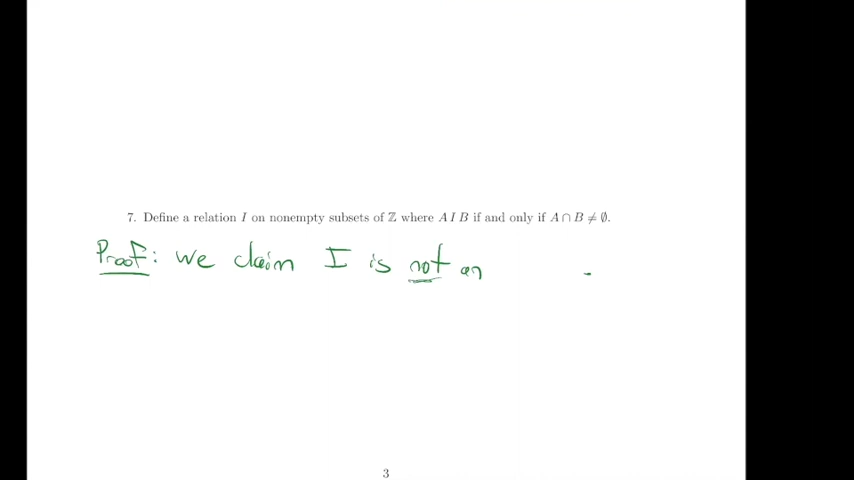 7. Define a relation I on nonempty subsets of ℤ where A I B if and only if A ∩ B ≠ ∅.
Proof: we claim I is not an
3